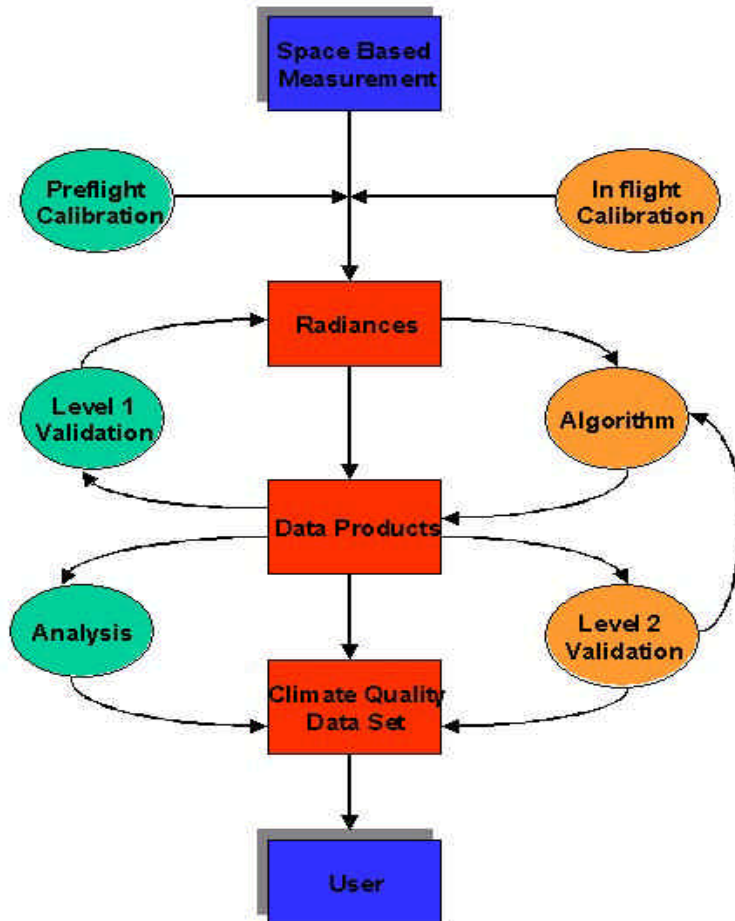 Space Based
Measurement
Preflight
Calibration
In flight
Calibration
Radiances
Level 1
Validation
Algorithm
Data Products
Analysis
Level 2
Validation
Climate Quality
Data Set
User